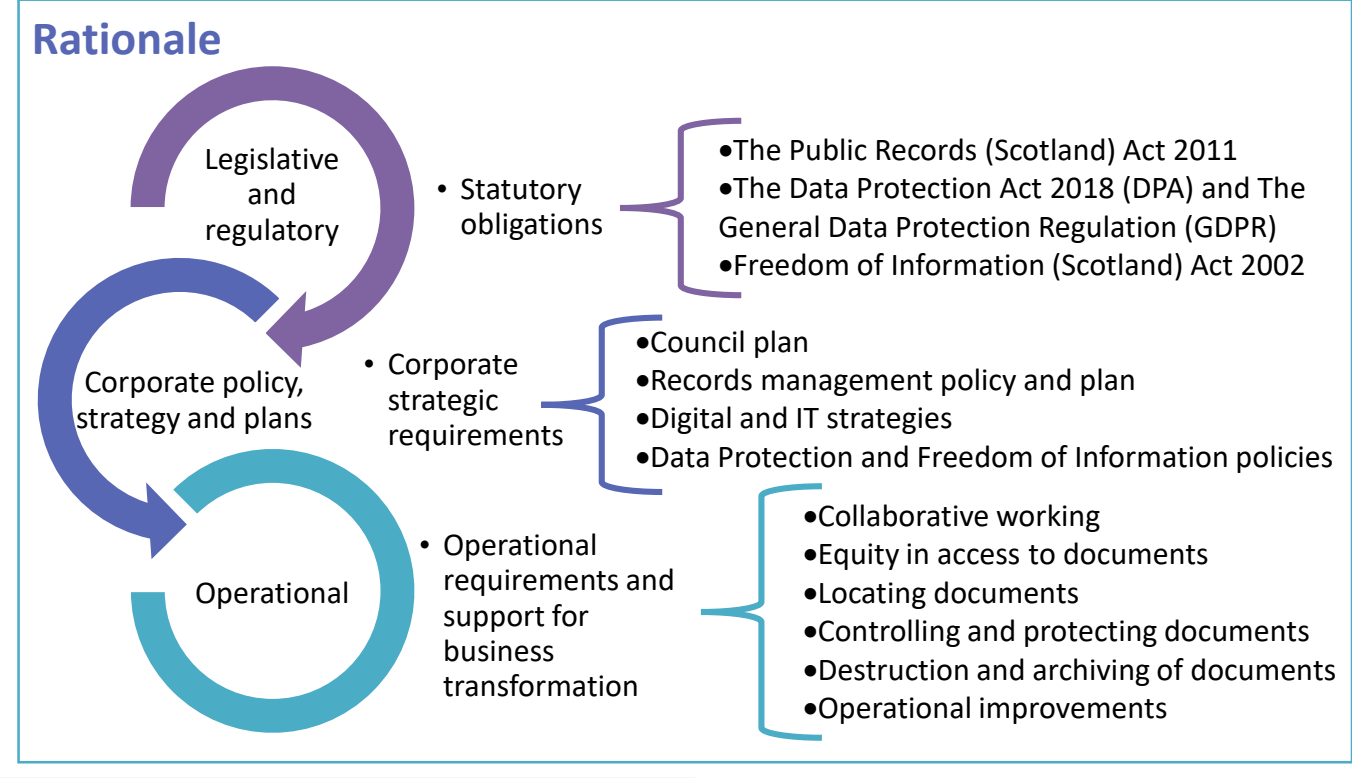 Rationale
Legislative
and
regulatory
• Statutory
obligations
•The Public Records (Scotland) Act 2011
•The Data Protection Act 2018 (DPA) and The
General Data Protection Regulation (GDPR)
•Freedom of Information (Scotland) Act 2002
Corporate policy,
strategy and plans
• Corporate
strategic
requirements
•Council plan
•Records management policy and plan
•Digital and IT strategies
•Data Protection and Freedom of Information policies
Operational
• Operational
requirements and
support for
business
transformation
•Collaborative working
•Equity in access to documents
•Locating documents
•Controlling and protecting documents
•Destruction and archiving of documents
•Operational improvements